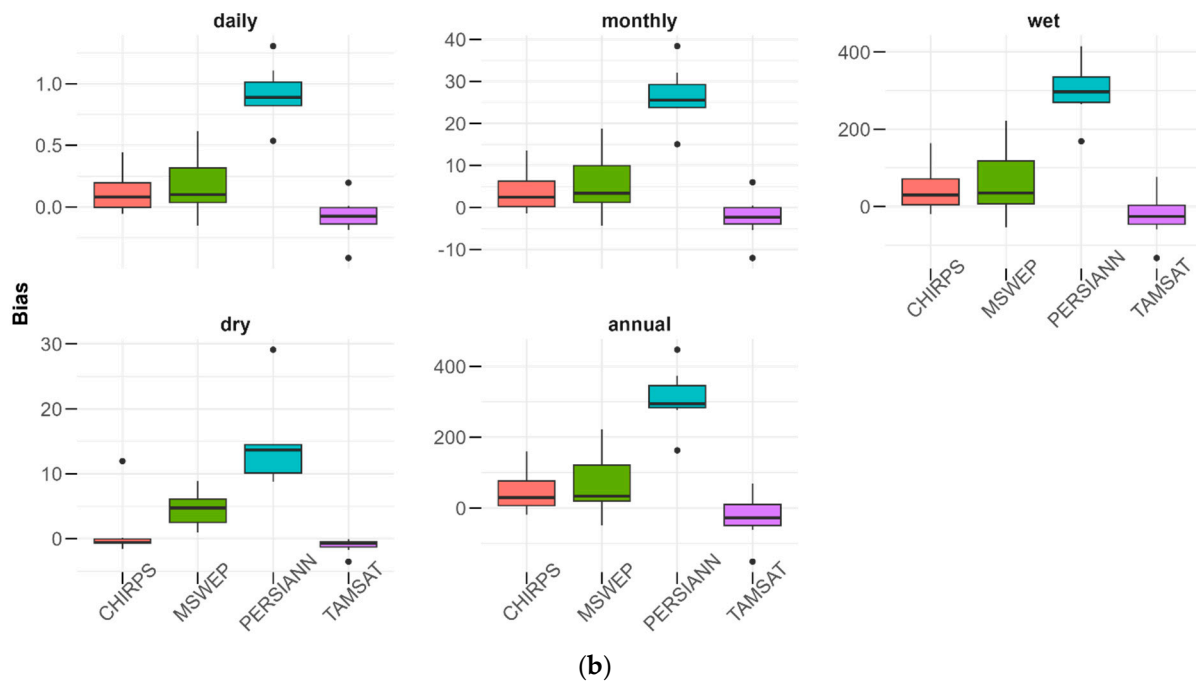 daily
monthly
wet
1.0
0.5
0.0
40
30
20
10
0
-10
400
200
0
CHIRPS
MSWEP
PERSIANN
TAMSAT
Bias
dry
annual
30
20
10
0
400
200
0
CHIRPS
MSWEP
PERSIANN
TAMSAT
CHIRPS
MSWEP
PERSIANN
TAMSAT
(b)